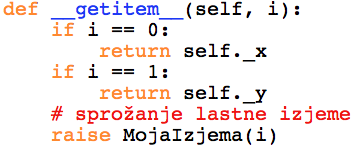 def __getitem__(self, i):
    if i == 0:
        return self._x
    if i == 1:
        return self._y
    # sprožanje lastne izjeme
    raise MojaIzjema(i)